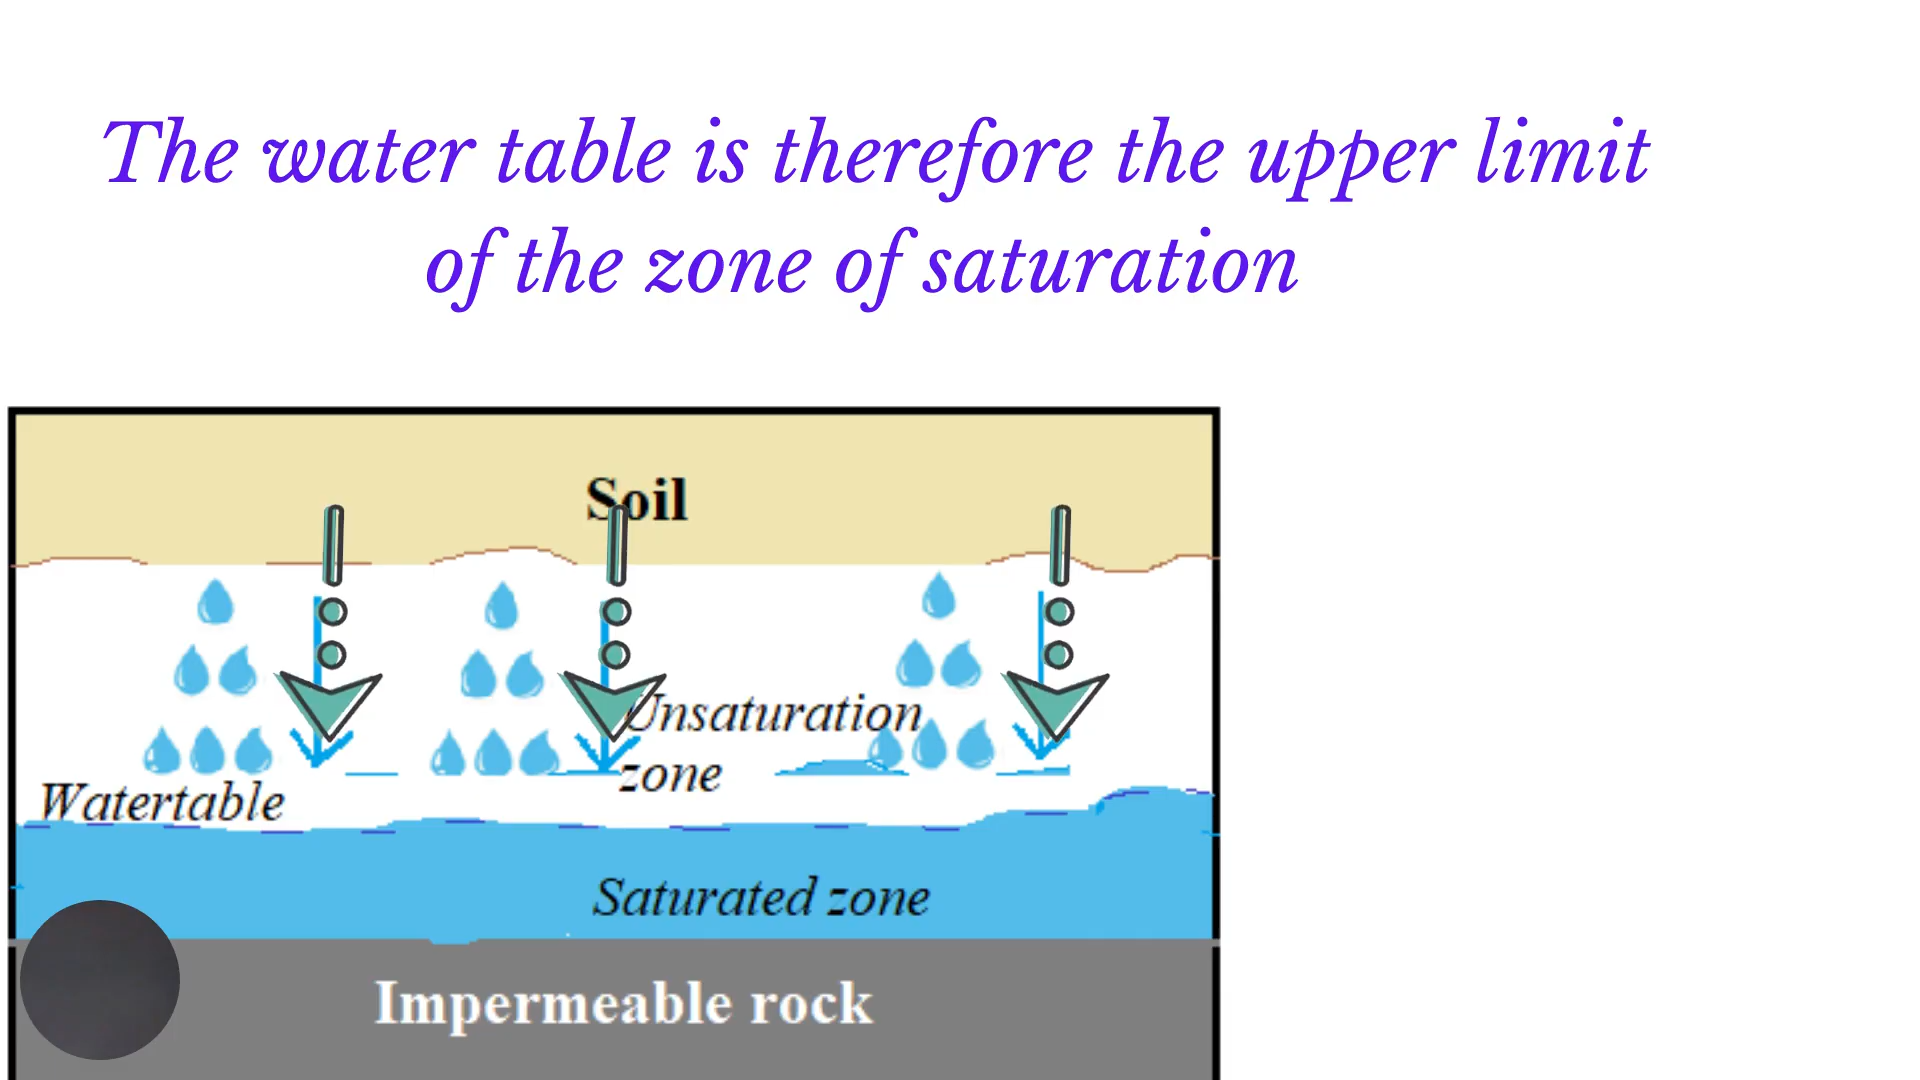 The water table is therefore the upper limit
of the zone of saturation
Soil
Unsaturation
zone
Watertable
Saturated zone
Impermeable rock